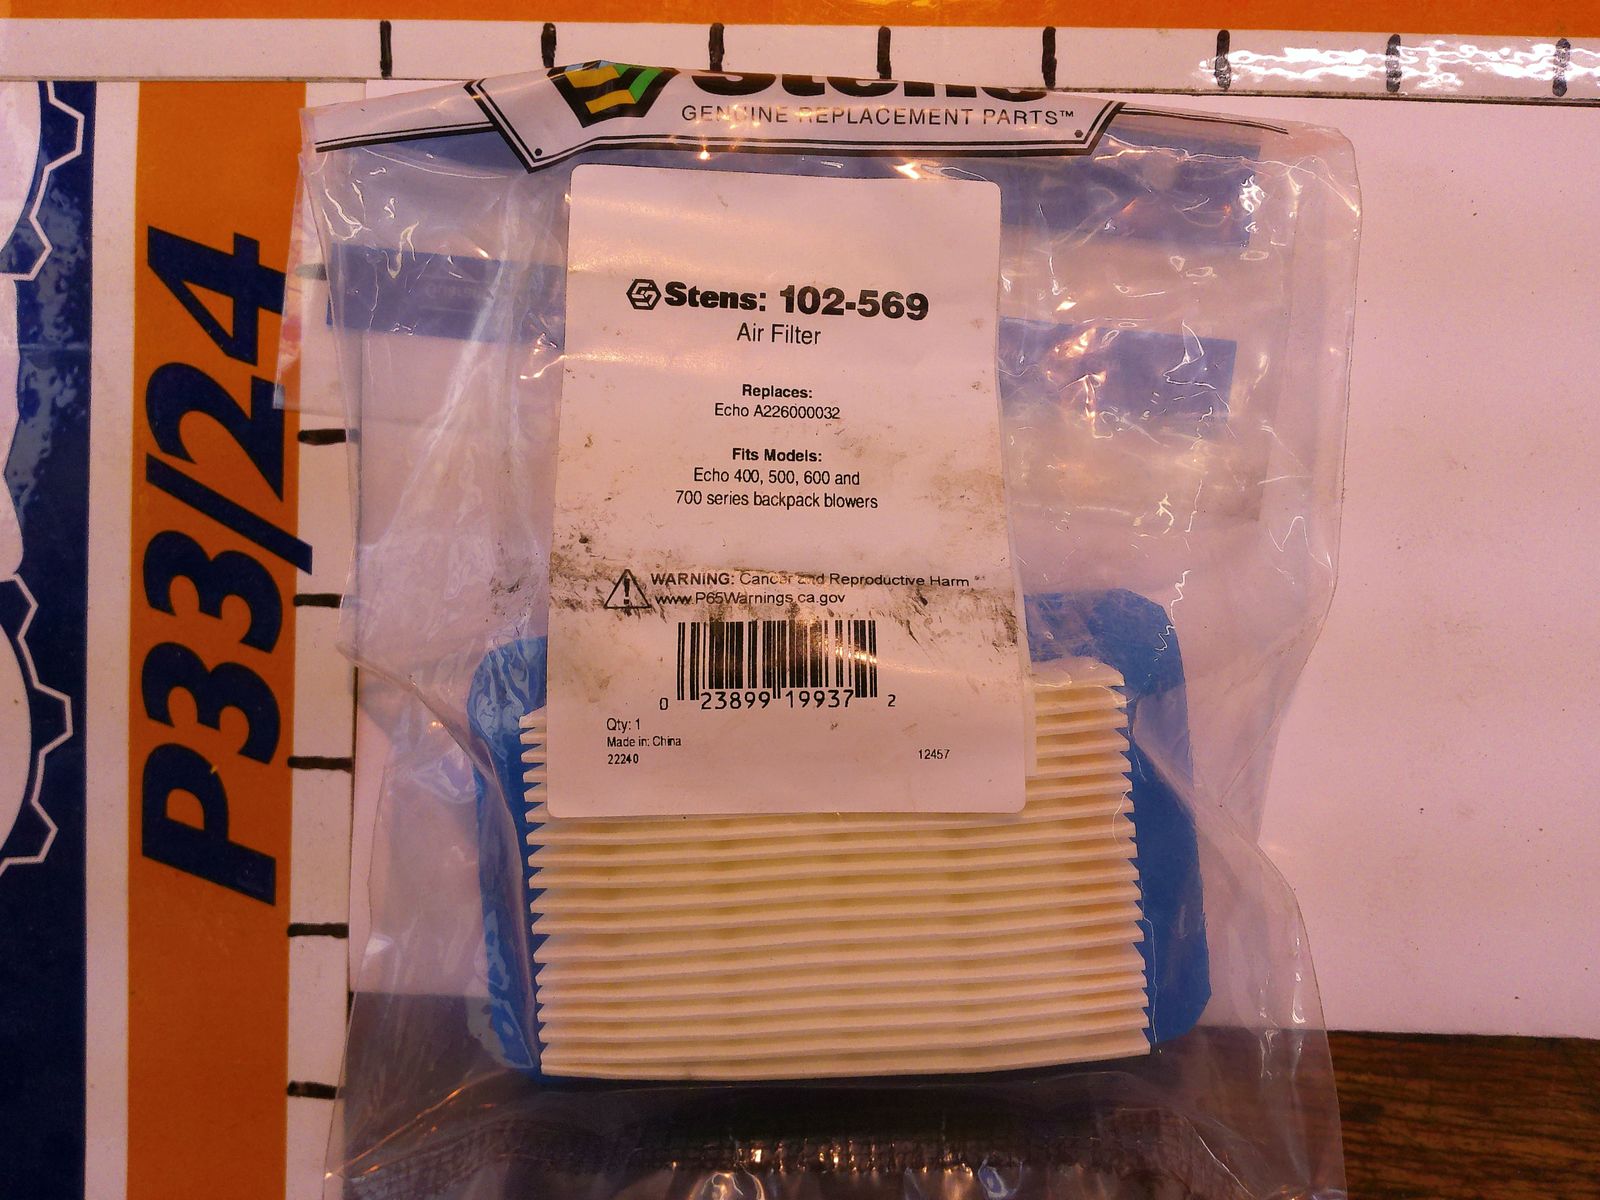 Stens
GENUINE REPLACEMENT PARTS™
P33/24
Stens: 102-569
Air Filter
Replaces:
Echo A226000032
Fits Models:
Echo 400, 500, 600 and
700 series backpack blowers
WARNING: Cancer and Reproductive Harm
www.P65Warnings.ca.gov
0 23899 19937 2
Qty: 1
Made in: China
22240 12457